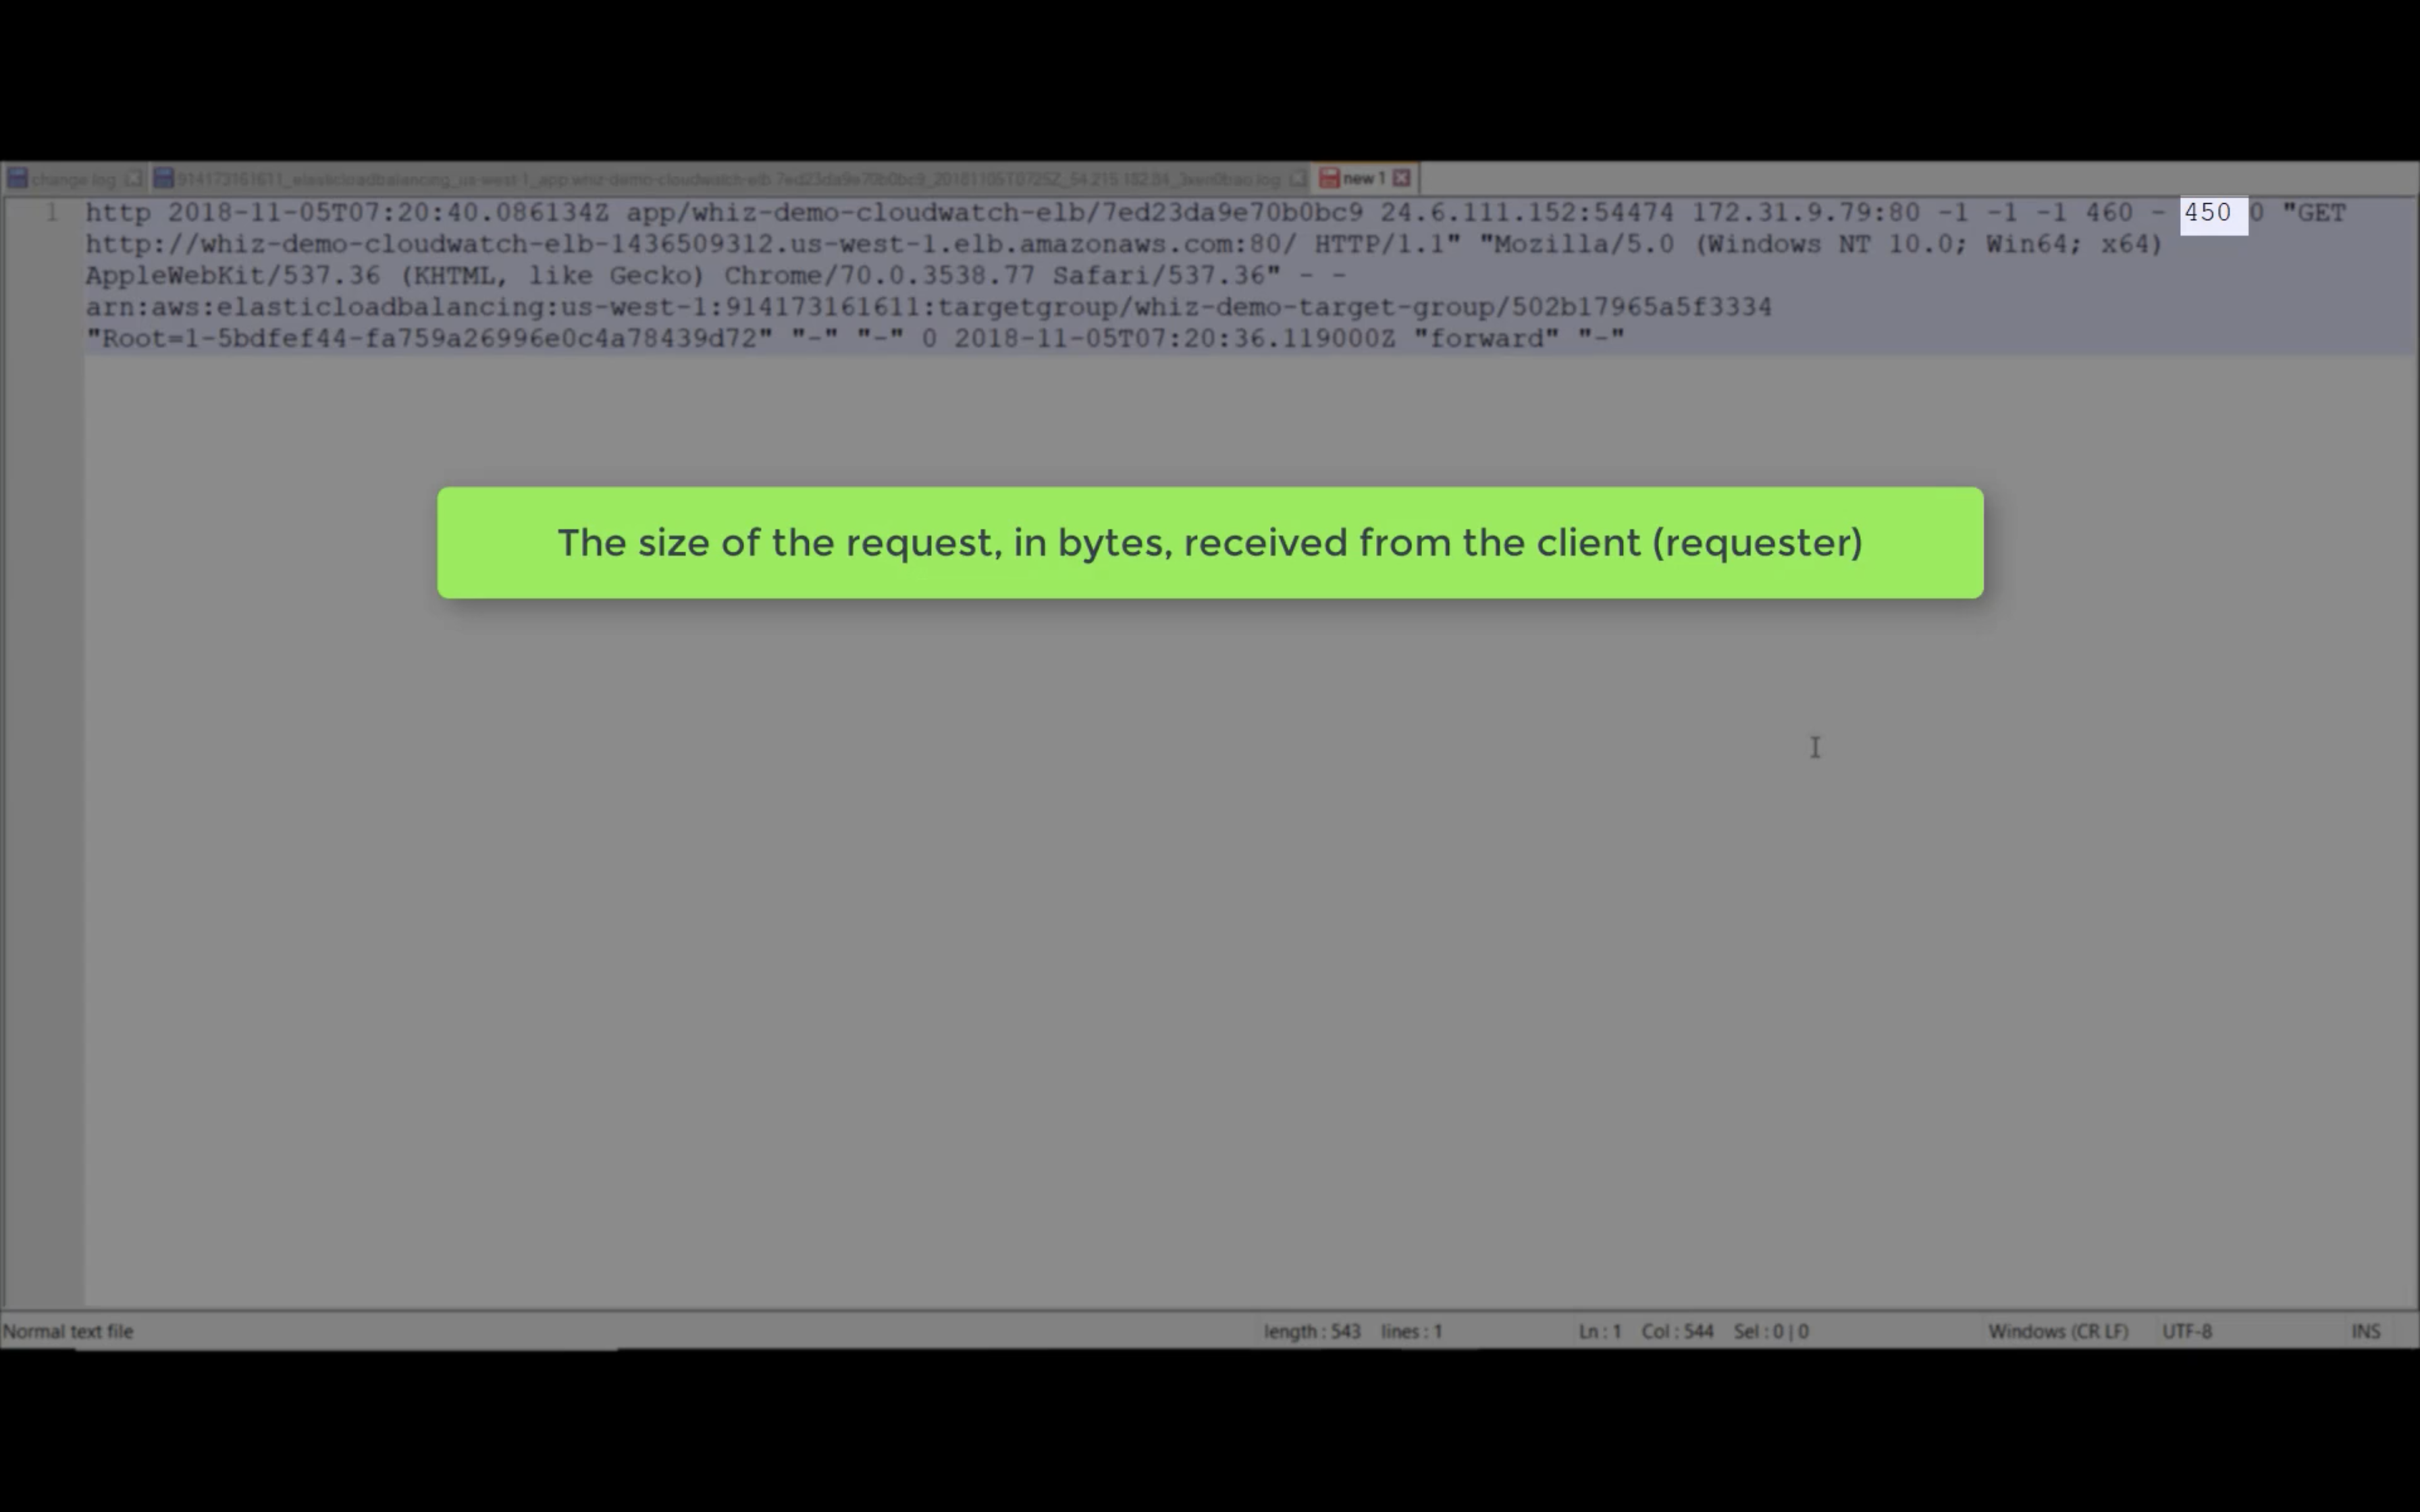 change log
914173161611_elasticloadbalancing_us-west-1_app.whiz-demo-cloudwatch-elb.7ed23da9e70b0bc9_20181105T0725Z_54.215.182.84_
new 1
1 http 2018-11-05T07:20:40.086134Z app/whiz-demo-cloudwatch-elb/7ed23da9e70b0bc9 24.6.111.152:54474 172.31.9.79:80 -1 -1 -1 460 - 450 0 "GET
http://whiz-demo-cloudwatch-elb-1436509312.us-west-1.elb.amazonaws.com:80/ HTTP/1.1" "Mozilla/5.0 (Windows NT 10.0; Win64; x64)
AppleWebKit/537.36 (KHTML, like Gecko) Chrome/70.0.3538.77 Safari/537.36" - -
arn:aws:elasticloadbalancing:us-west-1:914173161611:targetgroup/whiz-demo-target-group/502b17965a5f3334
"Root=1-5bdfef44-fa759a26996e0c4a78439d72" "-" "-" 0 2018-11-05T07:20:36.119000Z "forward" "-"
The size of the request, in bytes, received from the client (requester)
Normal text file length : 543 lines : 1 Ln : 1 Col : 544 Sel : 0 | 0 Windows (CR LF) UTF-8 INS